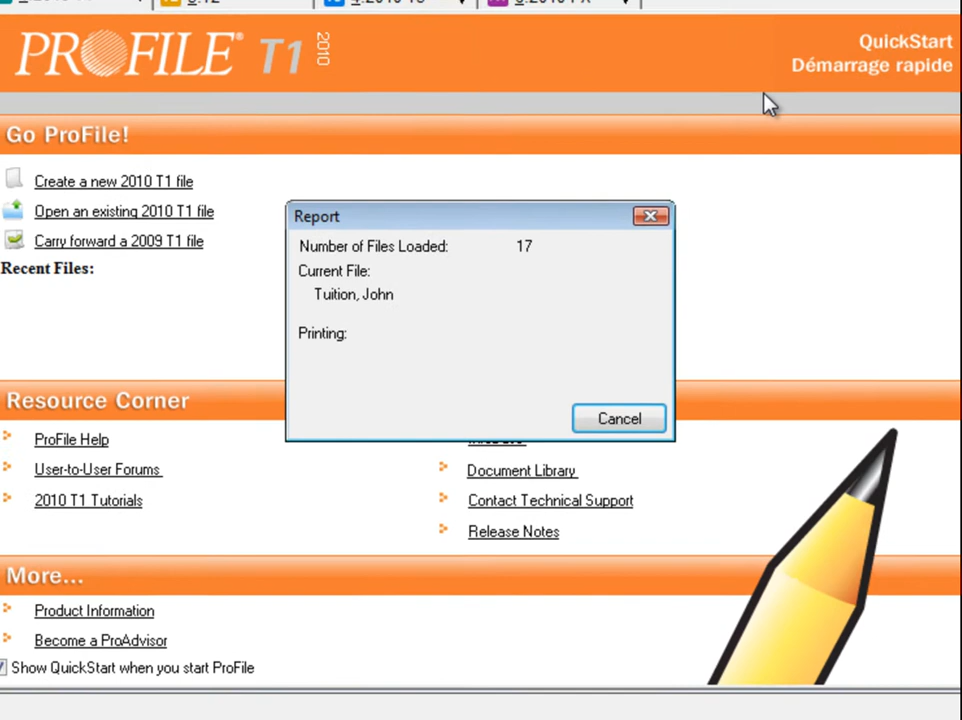 PROFILE® T1 2010
QuickStart
Démarrage rapide
Go ProFile!
Create a new 2010 T1 file
Open an existing 2010 T1 file
Carry forward a 2009 T1 file
Recent Files:
Report
Number of Files Loaded: 17
Current File:
Tuition, John
Printing:
Cancel
Resource Corner
ProFile Help
User-to-User Forums
2010 T1 Tutorials
Document Library
Contact Technical Support
Release Notes
More...
Product Information
Become a ProAdvisor
Show QuickStart when you start ProFile